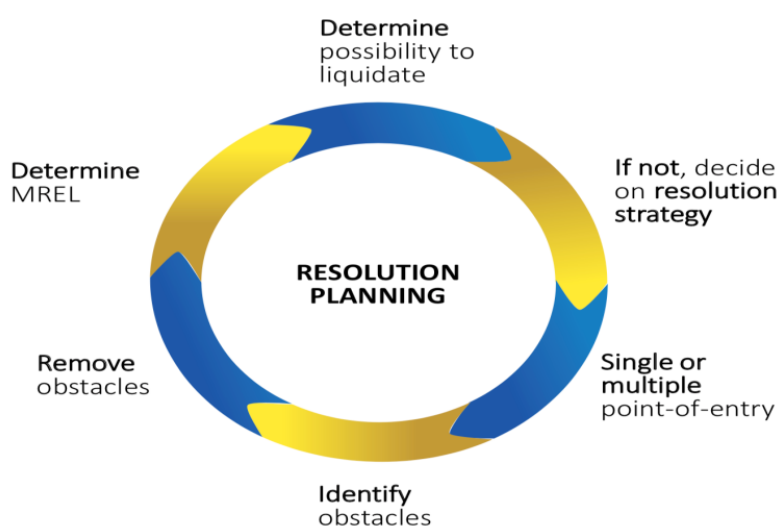 Determine
possibility to
liquidate
If not, decide
on resolution
strategy
Single or
multiple
point-of-entry
Identify
obstacles
Remove
obstacles
Determine
MREL
RESOLUTION
PLANNING